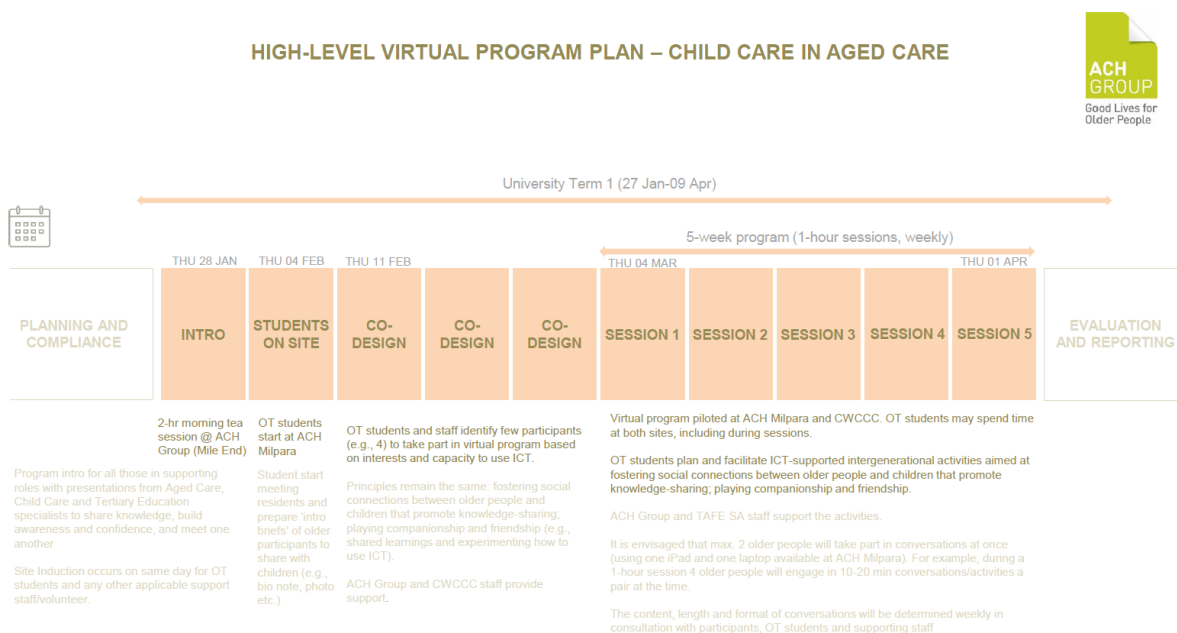 HIGH-LEVEL VIRTUAL PROGRAM PLAN – CHILD CARE IN AGED CARE
ACH
GROUP
Good Lives for
Older People
University Term 1 (27 Jan-09 Apr)
5-week program (1-hour sessions, weekly)
THU 28 JAN
THU 04 FEB
THU 11 FEB
THU 04 MAR
THU 01 APR
PLANNING AND
COMPLIANCE
INTRO
STUDENTS
ON SITE
CO-
DESIGN
CO-
DESIGN
CO-
DESIGN
SESSION 1
SESSION 2
SESSION 3
SESSION 4
SESSION 5
EVALUATION
AND REPORTING
2-hr morning tea
session @ ACH
Group (Mile End)
Program intro for all those in supporting
roles with presentations from Aged Care,
Child Care and Tertiary Education
specialists to share knowledge, build
awareness and confidence, and meet one
another
Site Induction occurs on same day for OT
students and any other applicable support
staff/volunteer.
OT students
start at ACH
Milpara
Student start
meeting
residents and
prepare 'intro
briefs' of older
participants to
share with
children (e.g.,
bio note, photo
etc.)
OT students and staff identify few participants
(e.g., 4) to take part in virtual program based
on interests and capacity to use ICT.
Principles remain the same: fostering social
connections between older people and
children that promote knowledge-sharing;
playing companionship and friendship (e.g.,
shared learnings and experimenting how to
use ICT).
ACH Group and CWCCC staff provide
support.
Virtual program piloted at ACH Milpara and CWCCC. OT students may spend time
at both sites, including during sessions.
OT students plan and facilitate ICT-supported intergenerational activities aimed at
fostering social connections between older people and children that promote
knowledge-sharing; playing companionship and friendship.
ACH Group and TAFE SA staff support the activities.
It is envisaged that max. 2 older people will take part in conversations at once
(using one iPad and one laptop available at ACH Milpara). For example, during a
1-hour session 4 older people will engage in 10-20 min conversations/activities a
pair at the time.
The content, length and format of conversations will be determined weekly in
consultation with participants, OT students and supporting staff